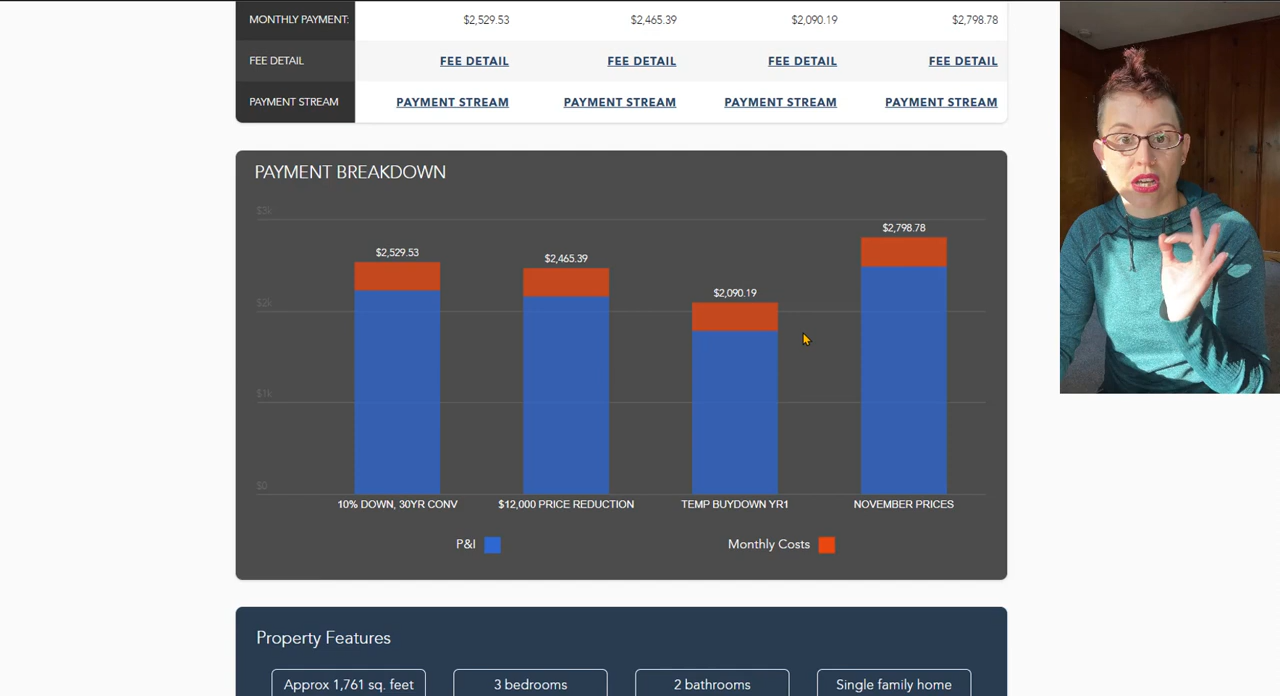 MONTHLY PAYMENT: $2,529.53 $2,465.39 $2,090.19 $2,798.78
FEE DETAIL FEE DETAIL FEE DETAIL FEE DETAIL FEE DETAIL
PAYMENT STREAM PAYMENT STREAM PAYMENT STREAM PAYMENT STREAM PAYMENT STREAM
PAYMENT BREAKDOWN
$3k
$2,798.78
$2,529.53
$2,465.39
$2,090.19
$2k
$1k
$0
10% DOWN, 30YR CONV $12,000 PRICE REDUCTION TEMP BUYDOWN YR1 NOVEMBER PRICES
P&I Monthly Costs
Property Features
Approx 1,761 sq. feet 3 bedrooms 2 bathrooms Single family home